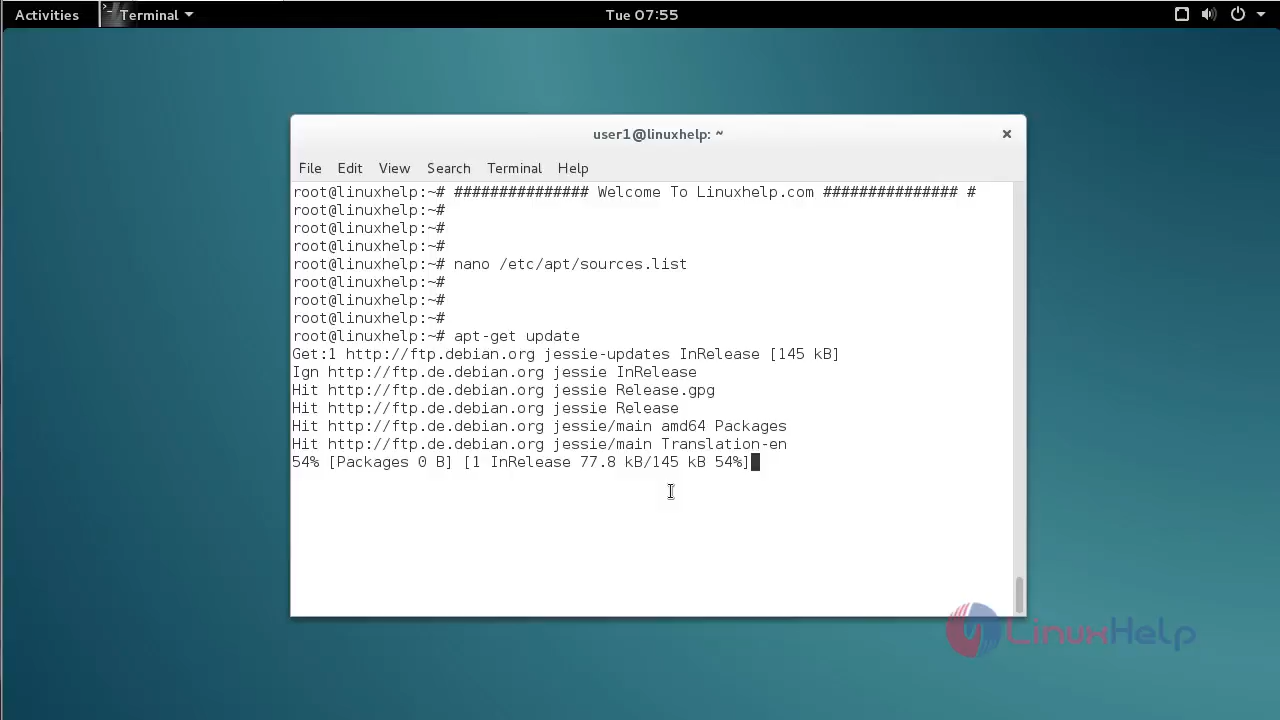 Activities Terminal Tue 07:55
user1@linuxhelp: ~
File Edit View Search Terminal Help
root@linuxhelp:~# ############### Welcome To Linuxhelp.com ############### #
root@linuxhelp:~#
root@linuxhelp:~#
root@linuxhelp:~#
root@linuxhelp:~# nano /etc/apt/sources.list
root@linuxhelp:~#
root@linuxhelp:~#
root@linuxhelp:~#
root@linuxhelp:~# apt-get update
Get:1 http://ftp.debian.org jessie-updates InRelease [145 kB]
Ign http://ftp.de.debian.org jessie InRelease
Hit http://ftp.de.debian.org jessie Release.gpg
Hit http://ftp.de.debian.org jessie Release
Hit http://ftp.de.debian.org jessie/main amd64 Packages
Hit http://ftp.de.debian.org jessie/main Translation-en
54% [Packages 0 B] [1 InRelease 77.8 kB/145 kB 54%]
LinuxHelp